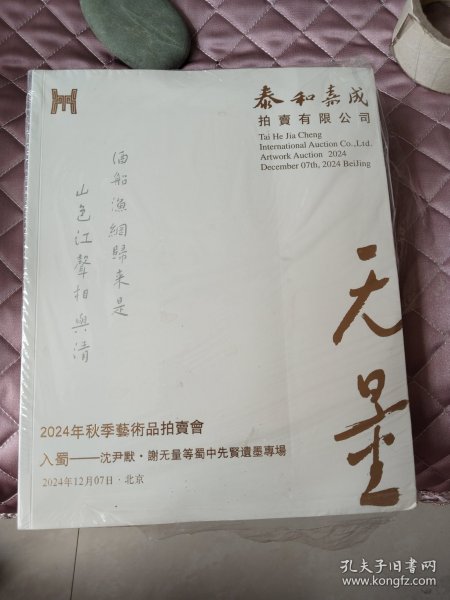 泰和嘉成
拍賣有限公司
Tai He Jia Cheng
International Auction Co.,Ltd.
Artwork Auction 2024
December 07th, 2024 BeiJing
酒船漁網歸来是
山色江聲相與清
无量
2024年秋季藝術品拍賣會
入蜀——沈尹默·謝无量等蜀中先賢遺墨專場
2024年12月07日·北京
孔夫子旧书网
www.kongfz.com